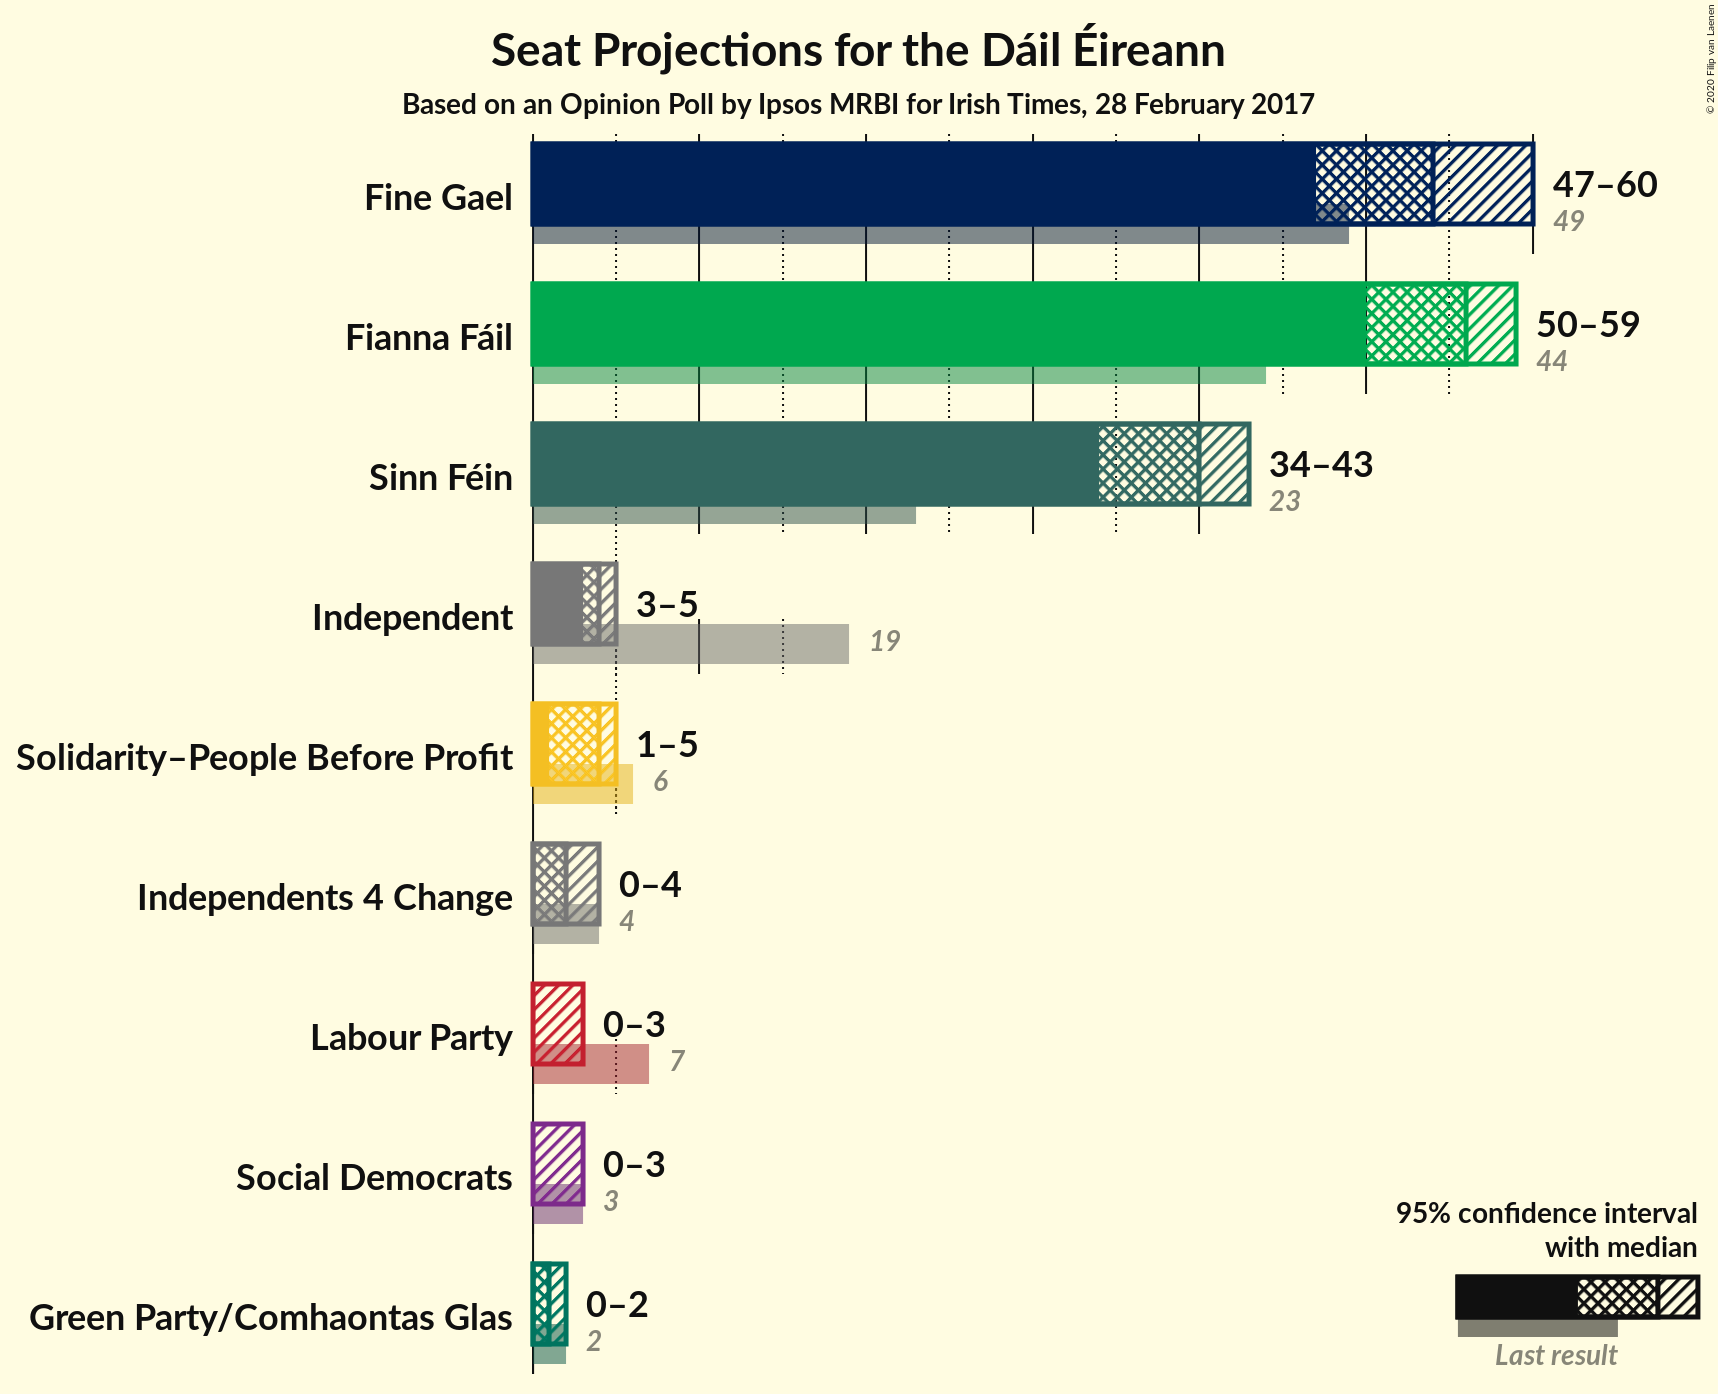 Seat Projections for the Dáil Éireann
Based on an Opinion Poll by Ipsos MRBI for Irish Times, 28 February 2017
© 2020 Filip van Laenen
Fine Gael
47–60
49
Fianna Fáil
50–59
44
Sinn Féin
34–43
23
Independent
3–5
19
Solidarity–People Before Profit
1–5
6
Independents 4 Change
0–4
4
Labour Party
0–3
7
Social Democrats
0–3
3
Green Party/Comhaontas Glas
0–2
2
95% confidence interval
with median
Last result